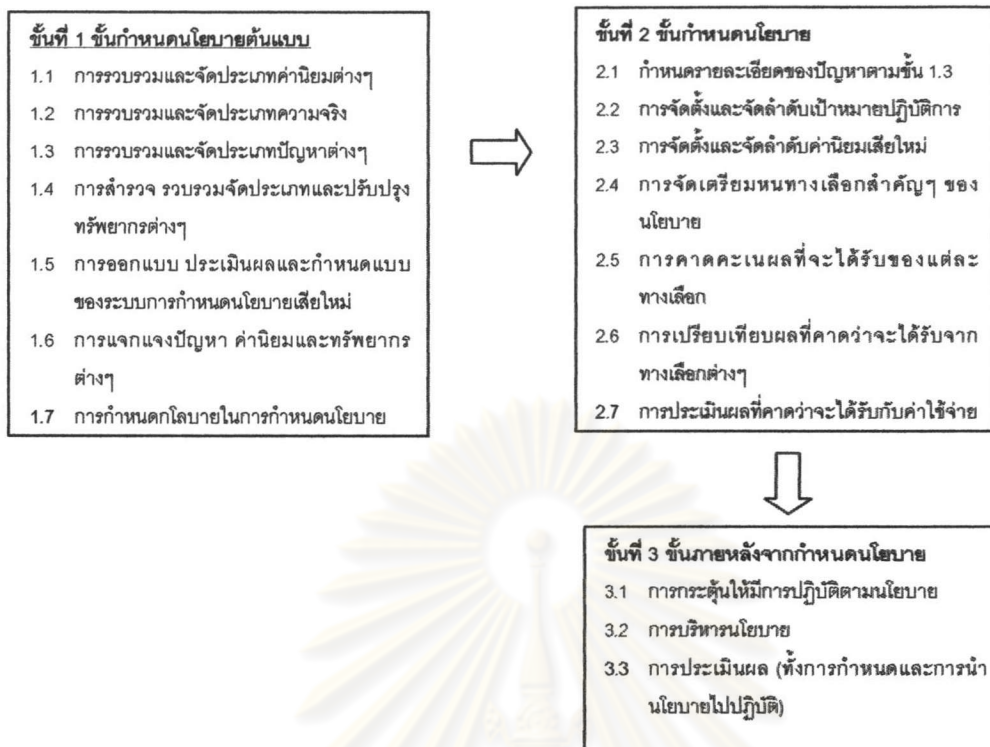 ขั้นที่ 1 ขั้นกำหนดนโยบายต้นแบบ
1.1 การรวบรวมและจัดประเภทค่านิยมต่างๆ
1.2 การรวบรวมและจัดประเภทความจริง
1.3 การรวบรวมและจัดประเภทปัญหาต่างๆ
1.4 การสำรวจ รวบรวมจัดประเภทและปรับปรุง
ทรัพยากรต่างๆ
1.5 การออกแบบ ประเมินผลและกำหนดแบบ
ของระบบการกำหนดนโยบายเสียใหม่
1.6 การแจกแจงปัญหา ค่านิยมและทรัพยากร
ต่างๆ
1.7 การกำหนดกโลบายในการกำหนดนโยบาย
ขั้นที่ 2 ขั้นกำหนดนโยบาย
2.1 กำหนดรายละเอียดของปัญหาตามขั้น 1.3
2.2 การจัดตั้งและจัดลำดับเป้าหมายปฏิบัติการ
2.3 การจัดตั้งและจัดลำดับค่านิยมเสียใหม่
2.4 การจัดเตรียมหนทางเลือกสำคัญๆ ของ
นโยบาย
2.5 การคาดคะเนผลที่จะได้รับของแต่ละ
ทางเลือก
2.6 การเปรียบเทียบผลที่คาดว่าจะได้รับจาก
ทางเลือกต่างๆ
2.7 การประเมินผลที่คาดว่าจะได้รับกับค่าใช้จ่าย
ขั้นที่ 3 ขั้นภายหลังจากกำหนดนโยบาย
3.1 การกระตุ้นให้มีการปฏิบัติตามนโยบาย
3.2 การบริหารนโยบาย
3.3 การประเมินผล (ทั้งการกำหนดและการนำ
นโยบายไปปฏิบัติ)